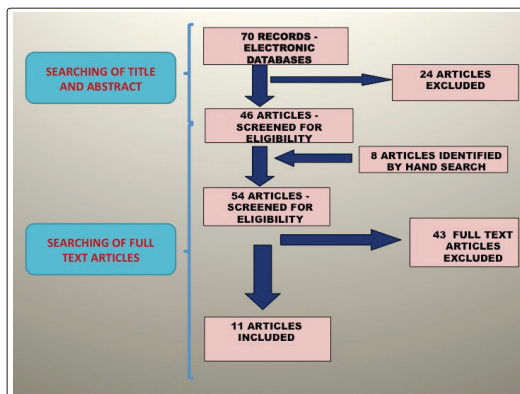 70 RECORDS -
ELECTRONIC
DATABASES
SEARCHING OF TITLE
AND ABSTRACT
24 ARTICLES
EXCLUDED
46 ARTICLES -
SCREENED FOR
ELIGIBILITY
8 ARTICLES IDENTIFIED
BY HAND SEARCH
54 ARTICLES -
SCREENED FOR
ELIGIBILITY
SEARCHING OF FULL
TEXT ARTICLES
43 FULL TEXT
ARTICLES
EXCLUDED
11 ARTICLES
INCLUDED